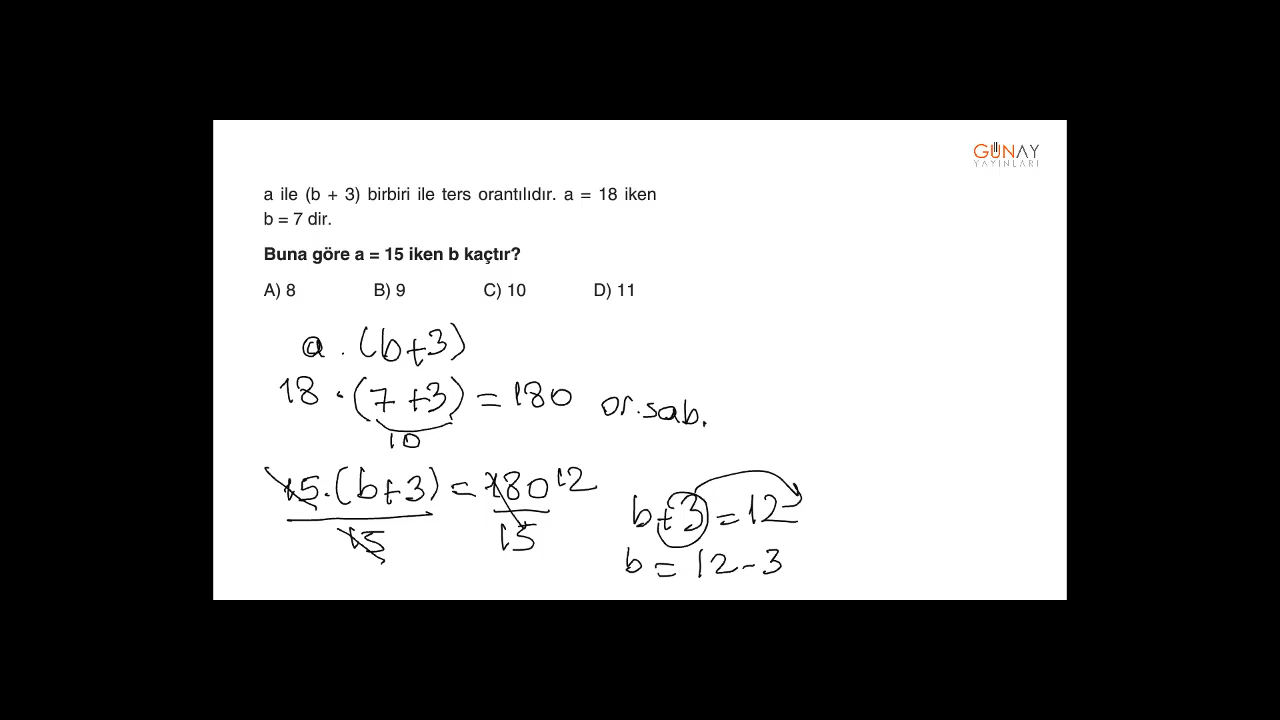 GÜNAY
YAYINLARI
a ile (b + 3) birbiri ile ters orantılıdır. a = 18 iken
b = 7 dir.
Buna göre a = 15 iken b kaçtır?
A) 8 B) 9 C) 10 D) 11
a . (b+3)
18 . (7 +3) = 180 or. sab.
10
15 . (b+3) = 180 12
15 15
b+3 = 12
b = 12 - 3